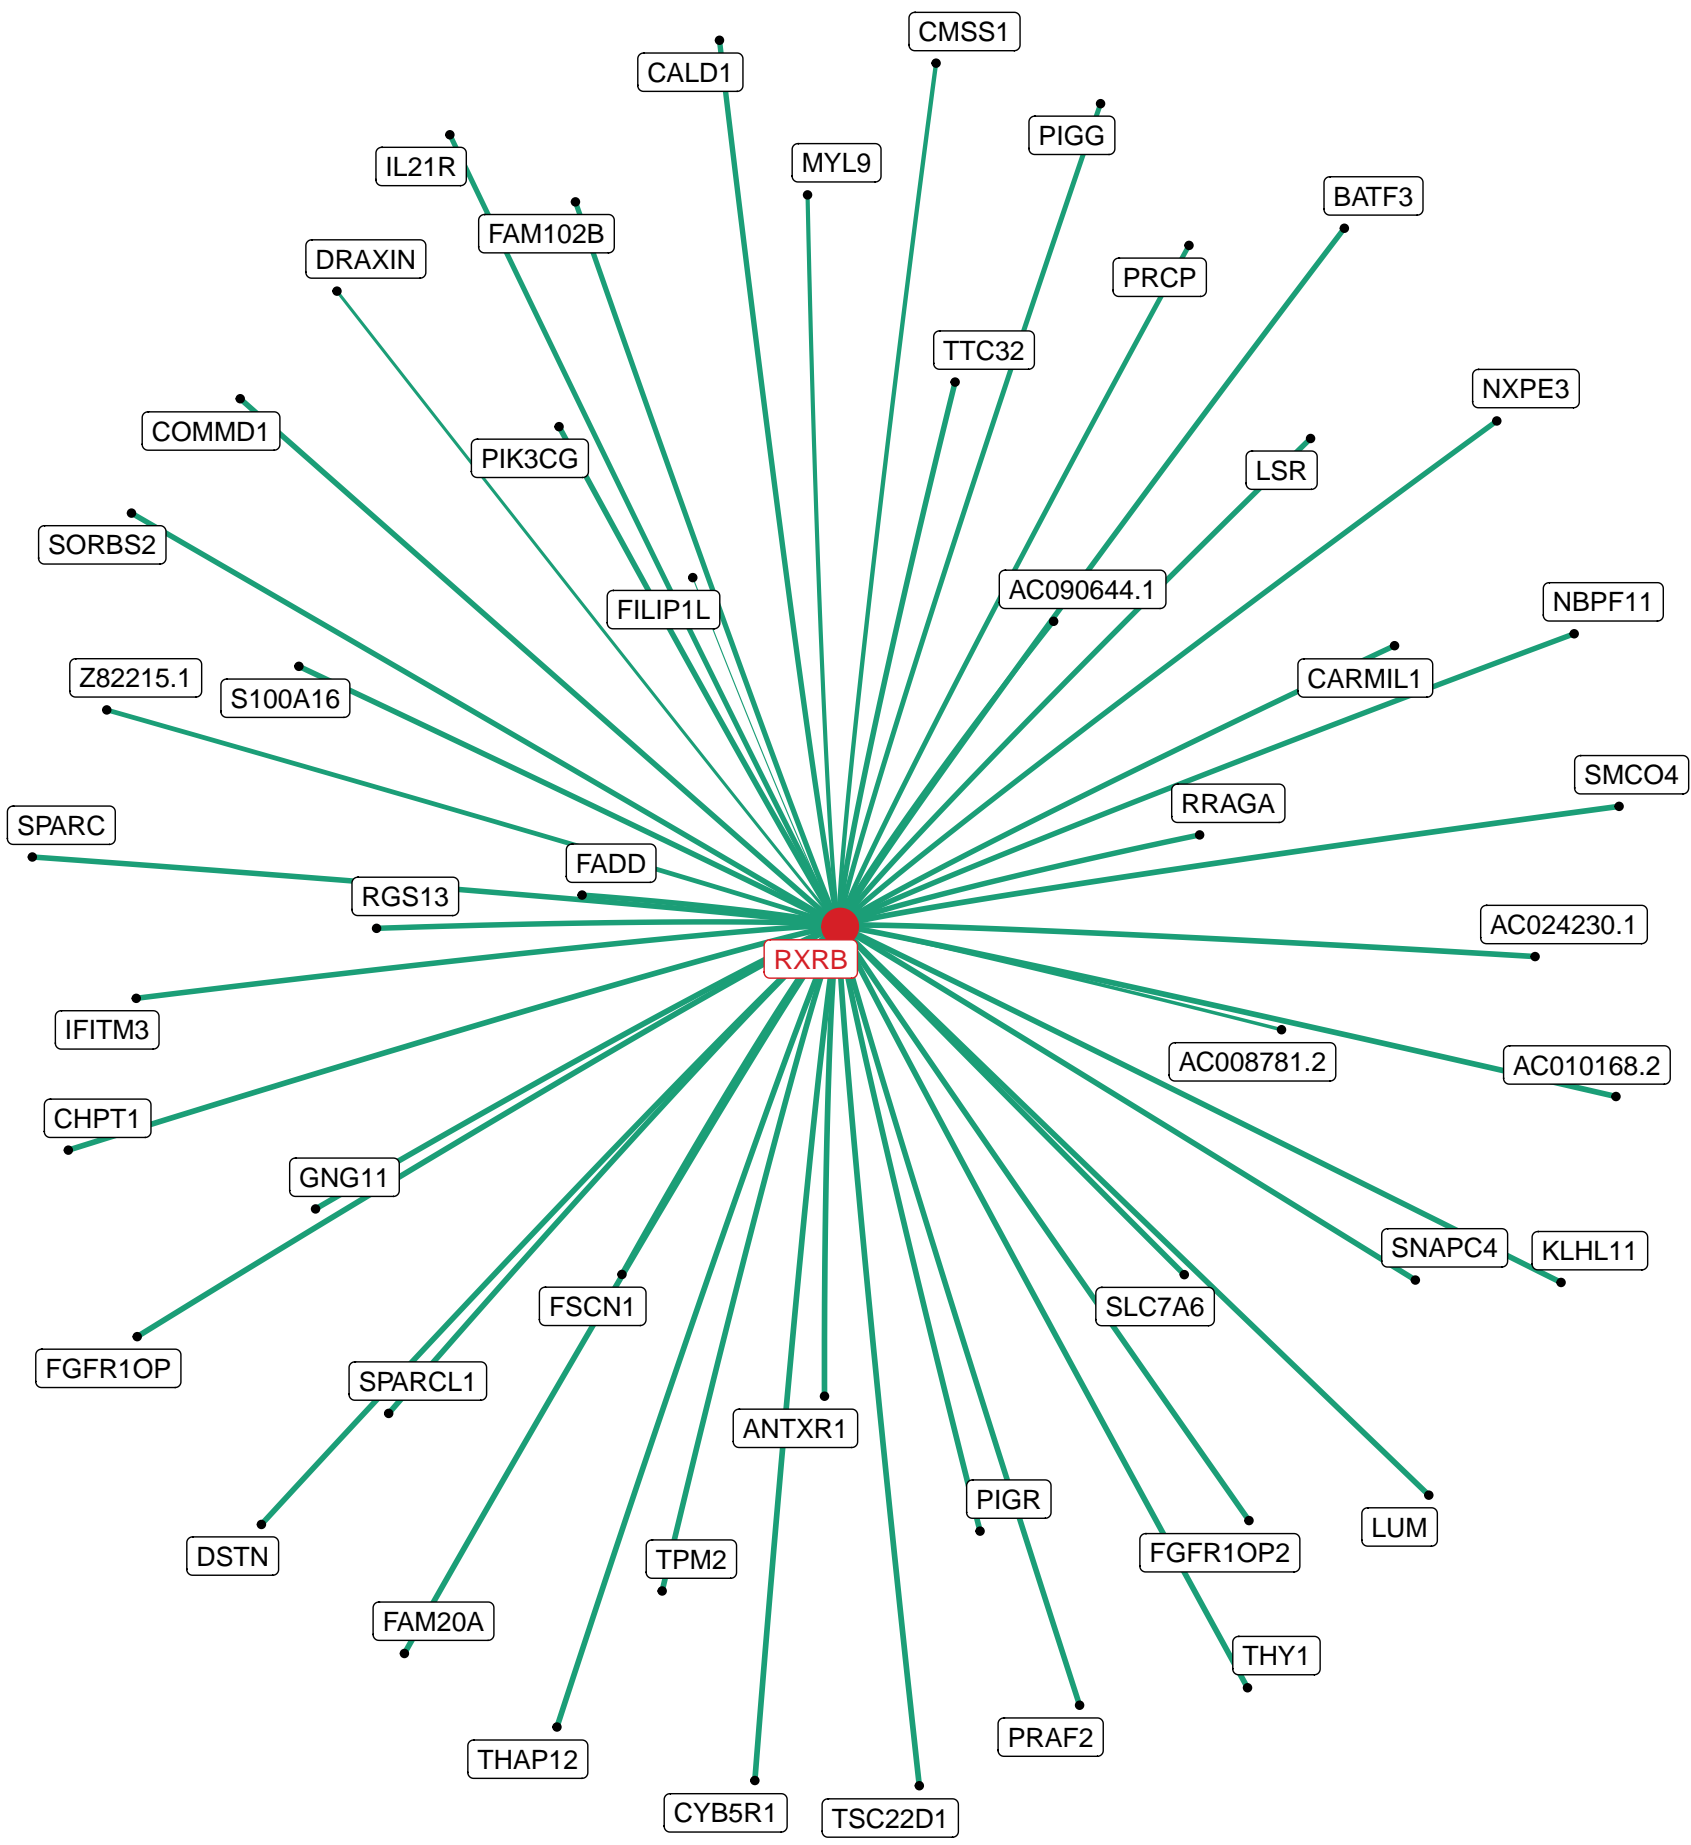 CMSS1
CALD1
PIGG
MYL9
IL21R
BATF3
FAM102B
DRAXIN
PRCP
TTC32
NXPE3
COMMD1
PIK3CG
LSR
SORBS2
AC090644.1
NBPF11
FILIP1L
Z82215.1
CARMIL1
S100A16
SMCO4
RRAGA
SPARC
FADD
RGS13
AC024230.1
RXRB
IFITM3
AC008781.2
AC010168.2
CHPT1
GNG11
SNAPC4
KLHL11
FSCN1
SLC7A6
FGFR1OP
SPARCL1
ANTXR1
PIGR
LUM
FGFR1OP2
DSTN
TPM2
FAM20A
THY1
PRAF2
THAP12
CYB5R1
TSC22D1